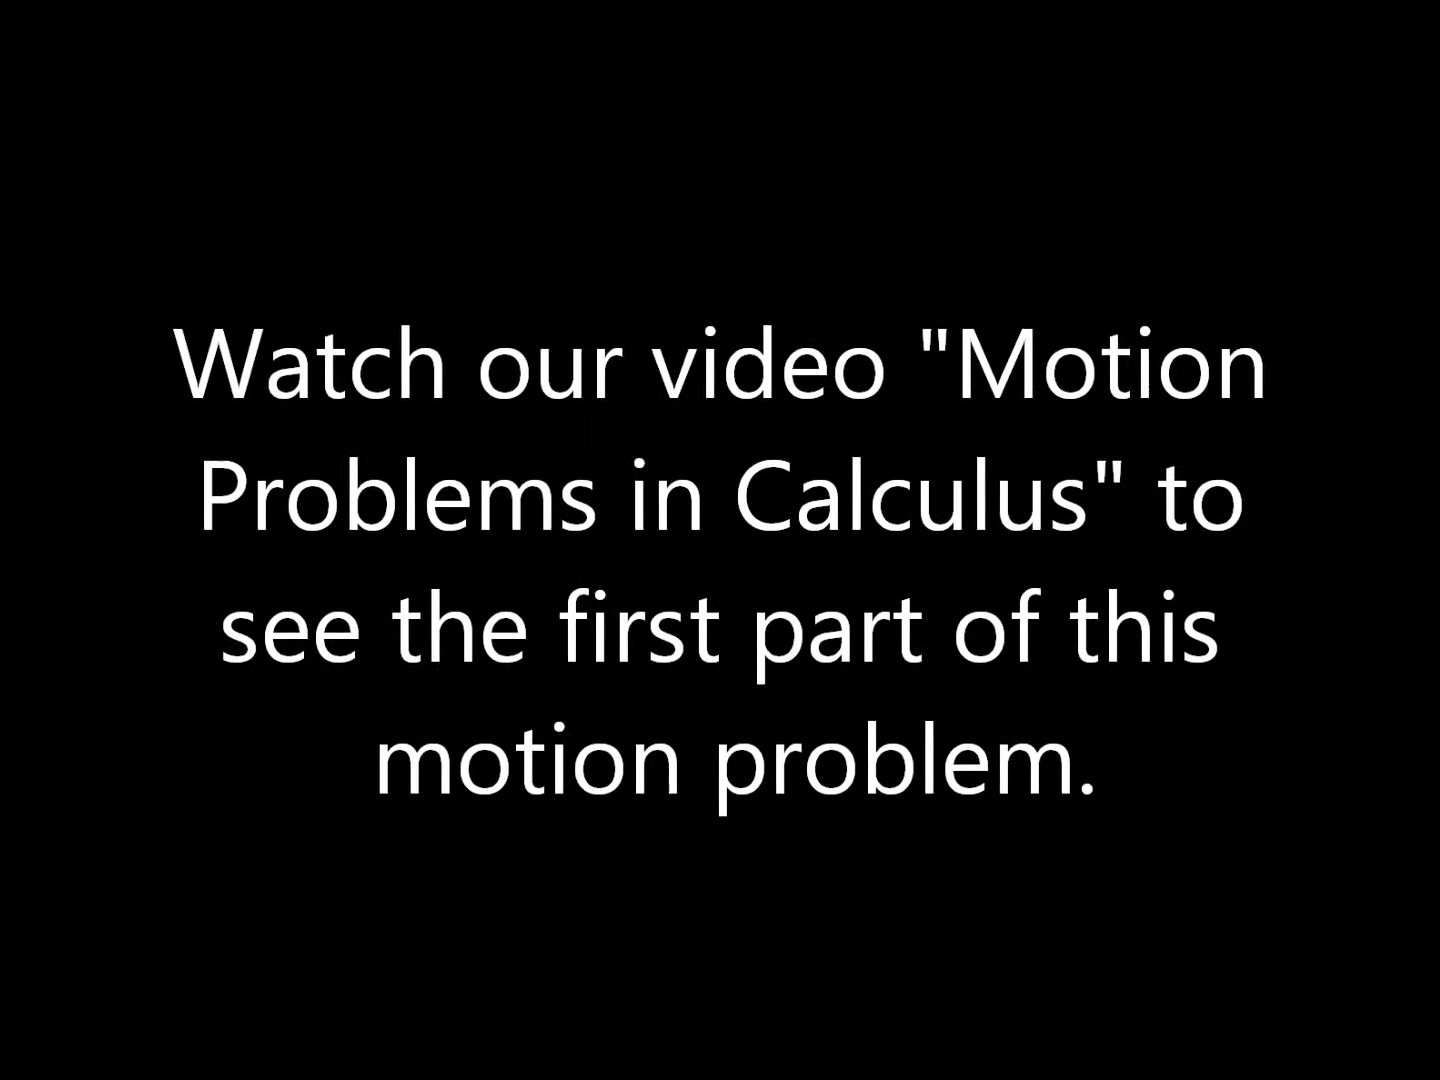 Watch our video "Motion
Problems in Calculus" to
see the first part of this
motion problem.